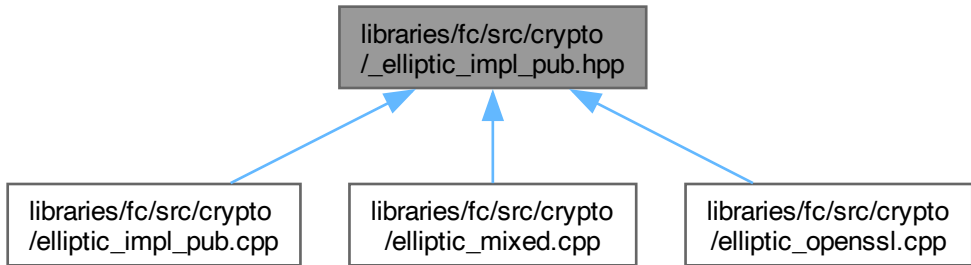 libraries/fc/src/crypto
/_elliptic_impl_pub.hpp
libraries/fc/src/crypto
/elliptic_impl_pub.cpp
libraries/fc/src/crypto
/elliptic_mixed.cpp
libraries/fc/src/crypto
/elliptic_openssl.cpp